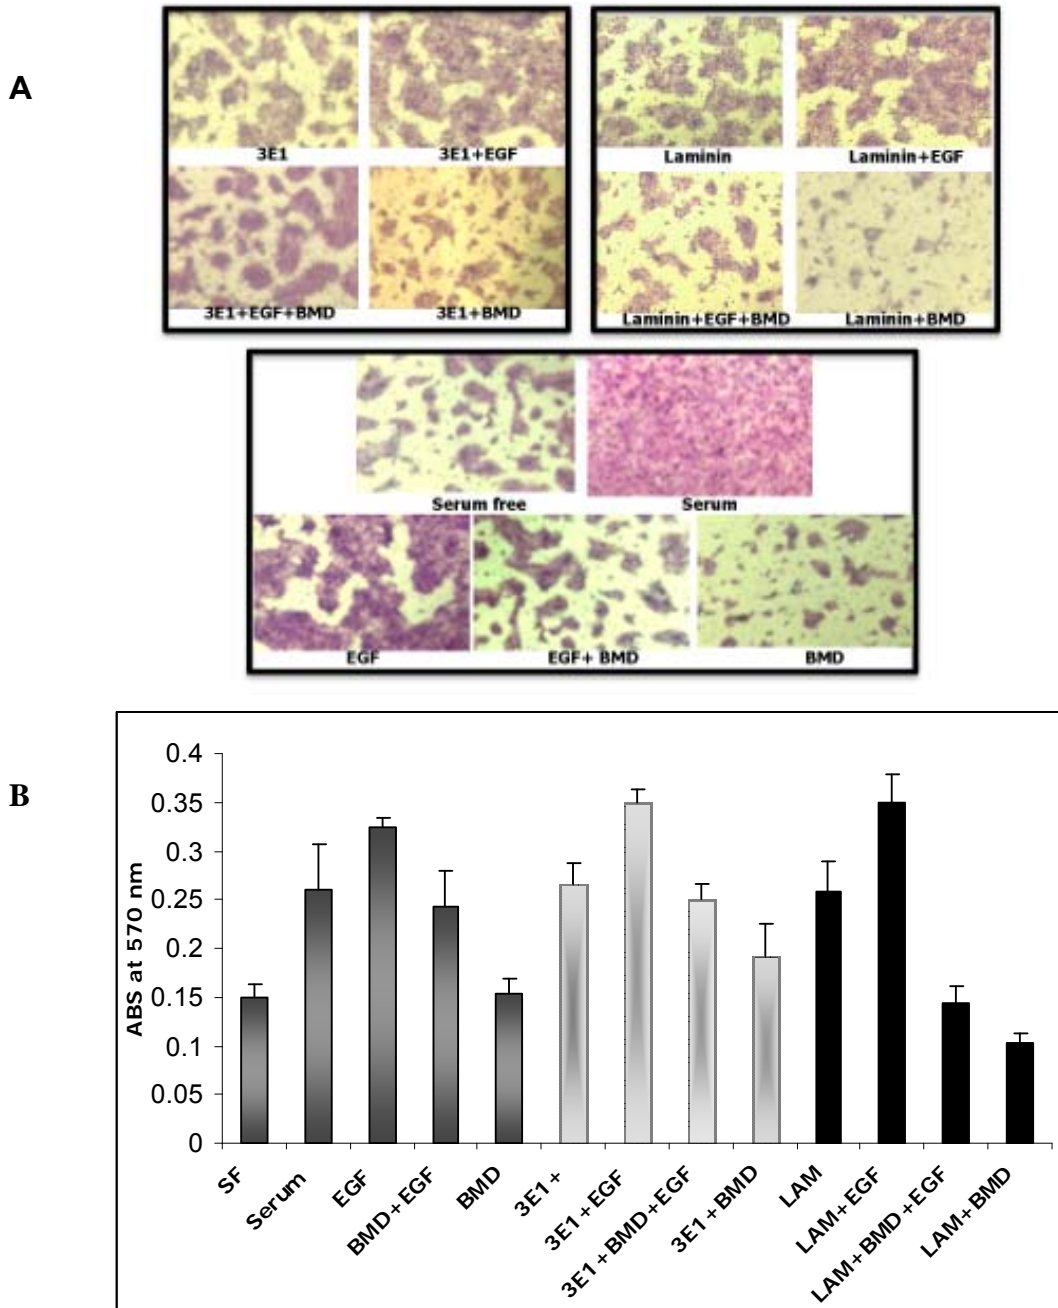 A
3E1 3E1+EGF
3E1+EGF+BMD 3E1+BMD
Laminin Laminin+EGF
Laminin+EGF+BMD Laminin+BMD
Serum free Serum
EGF EGF+ BMD BMD
B
ABS at 570 nm
0.4
0.35
0.3
0.25
0.2
0.15
0.1
0.05
0
SF
Serum
EGF
BMD+EGF
BMD
3E1+
3E1+EGF
3E1+BMD+EGF
3E1+BMD
LAM
LAM+EGF
LAM+BMD+EGF
LAM+BMD